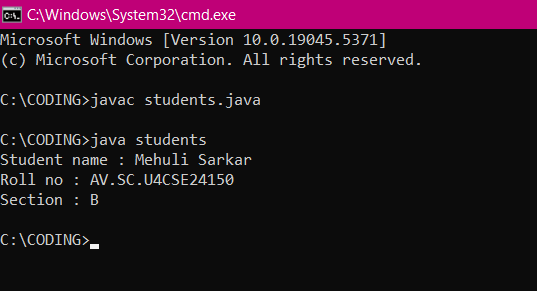 C:\Windows\System32\cmd.exe
Microsoft Windows [Version 10.0.19045.5371]
(c) Microsoft Corporation. All rights reserved.
C:\CODING>javac students.java
C:\CODING>java students
Student name : Mehuli Sarkar
Roll no : AV.SC.U4CSE24150
Section : B
C:\CODING>